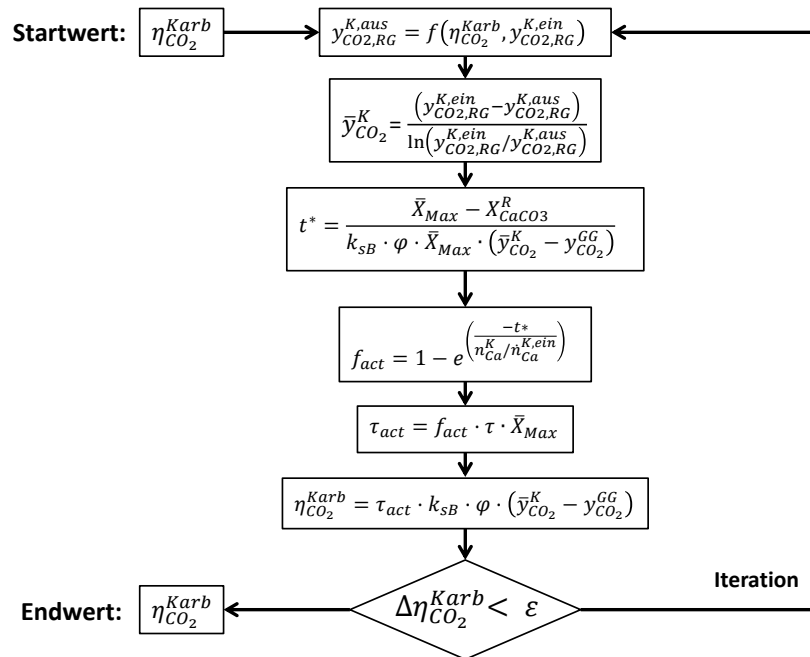 Startwert: η_{CO_2}^{Karb} y_{CO2,RG}^{K,aus} = f(η_{CO_2}^{Karb}, y_{CO2,RG}^{K,ein})
ȳ_{CO_2}^{K} = (y_{CO2,RG}^{K,ein} − y_{CO2,RG}^{K,aus}) / ln(y_{CO2,RG}^{K,ein} / y_{CO2,RG}^{K,aus})
t* = (X̄_{Max} − X_{CaCO3}^{R}) / (k_{sB} · φ · X̄_{Max} · (ȳ_{CO_2}^{K} − y_{CO_2}^{GG}))
f_{act} = 1 − e^{(−t* / (n_{Ca}^{K} / ṅ_{Ca}^{K,ein}))}
τ_{act} = f_{act} · τ · X̄_{Max}
η_{CO_2}^{Karb} = τ_{act} · k_{sB} · φ · (ȳ_{CO_2}^{K} − y_{CO_2}^{GG})
Iteration
Endwert: η_{CO_2}^{Karb} Δη_{CO_2}^{Karb} < ε